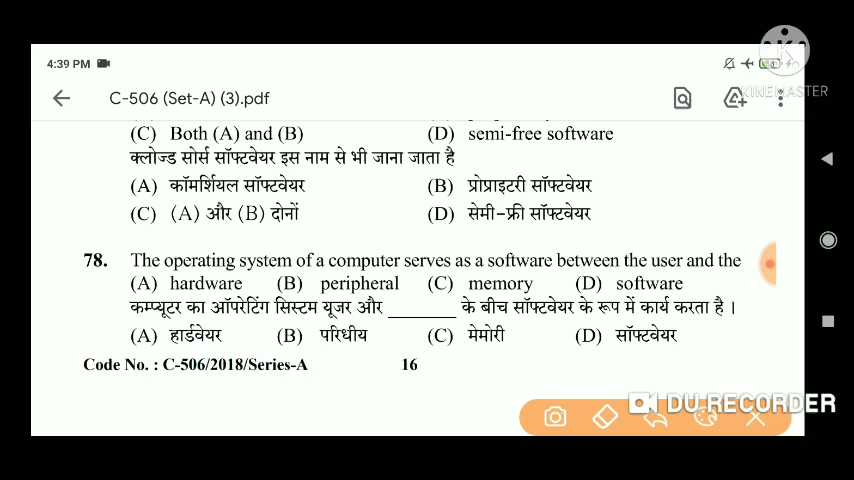 4:39 PM
C-506 (Set-A) (3).pdf
KINEMASTER
(C) Both (A) and (B) (D) semi-free software
क्लोज्ड सोर्स सॉफ्टवेयर इस नाम से भी जाना जाता है
(A) कॉमर्शियल सॉफ्टवेयर (B) प्रोप्राइटरी सॉफ्टवेयर
(C) (A) और (B) दोनों (D) सेमी-फ्री सॉफ्टवेयर
78. The operating system of a computer serves as a software between the user and the
(A) hardware (B) peripheral (C) memory (D) software
कम्प्यूटर का ऑपरेटिंग सिस्टम यूजर और ________ के बीच सॉफ्टवेयर के रूप में कार्य करता है ।
(A) हार्डवेयर (B) परिधीय (C) मेमोरी (D) सॉफ्टवेयर
Code No. : C-506/2018/Series-A 16
DU RECORDER